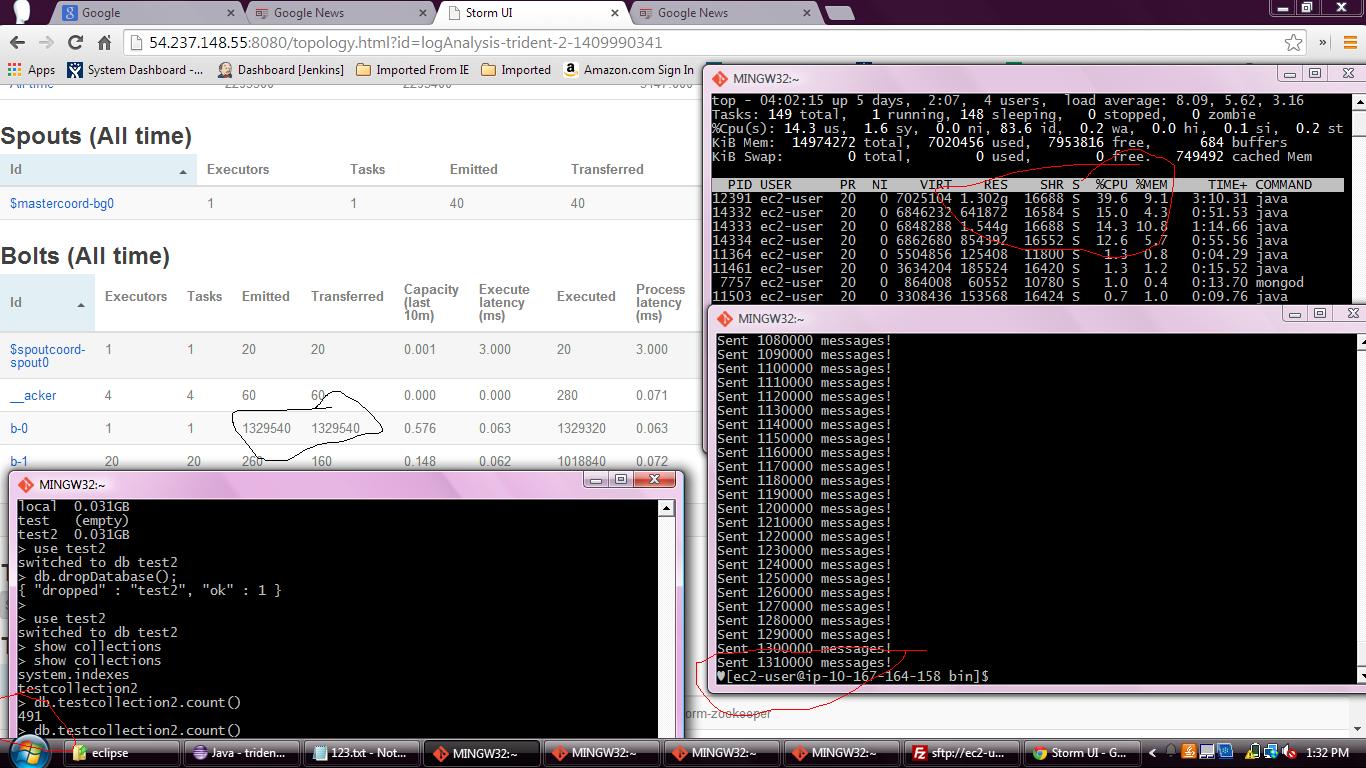 Google
Google News
Storm UI
Google News
54.237.148.55:8080/topology.html?id=logAnalysis-trident-2-1409990341
Apps System Dashboard -... Dashboard [Jenkins] Imported From IE Imported Amazon.com Sign In
Spouts (All time)
Id Executors Tasks Emitted Transferred
$mastercoord-bg0 1 1 40 40
Bolts (All time)
Id Executors Tasks Emitted Transferred Capacity (last 10m) Execute latency (ms) Executed Process latency (ms)
$spoutcoord-spout0 1 1 20 20 0.001 3.000 20 3.000
__acker 4 4 60 60 0.000 0.000 280 0.071
b-0 1 1 1329540 1329540 0.576 0.063 1329320 0.063
b-1 20 20 260 160 0.148 0.062 1018840 0.072
MINGW32:~
top - 04:02:15 up 5 days, 2:07, 4 users, load average: 8.09, 5.62, 3.16
Tasks: 149 total, 1 running, 148 sleeping, 0 stopped, 0 zombie
%Cpu(s): 14.3 us, 1.6 sy, 0.0 ni, 83.6 id, 0.2 wa, 0.0 hi, 0.1 si, 0.2 st
KiB Mem: 14974272 total, 7020456 used, 7953816 free, 684 buffers
KiB Swap: 0 total, 0 used, 0 free. 749492 cached Mem
PID USER PR NI VIRT RES SHR S %CPU %MEM TIME+ COMMAND
12391 ec2-user 20 0 7025104 1.302g 16688 S 39.6 9.1 3:10.31 java
14332 ec2-user 20 0 6846232 641872 16584 S 15.0 4.3 0:51.53 java
14333 ec2-user 20 0 6848288 1.544g 16688 S 14.3 10.8 1:14.66 java
14334 ec2-user 20 0 6862680 854392 16552 S 12.6 5.7 0:55.56 java
11364 ec2-user 20 0 5504856 125408 11800 S 1.3 0.8 0:04.29 java
11461 ec2-user 20 0 3634204 185524 16420 S 1.3 1.2 0:15.52 java
7757 ec2-user 20 0 864008 60552 10780 S 1.0 0.4 0:13.70 mongod
11503 ec2-user 20 0 3308436 153568 16424 S 0.7 1.0 0:09.76 java
MINGW32:~
Sent 1080000 messages!
Sent 1090000 messages!
Sent 1100000 messages!
Sent 1110000 messages!
Sent 1120000 messages!
Sent 1130000 messages!
Sent 1140000 messages!
Sent 1150000 messages!
Sent 1160000 messages!
Sent 1170000 messages!
Sent 1180000 messages!
Sent 1190000 messages!
Sent 1200000 messages!
Sent 1210000 messages!
Sent 1220000 messages!
Sent 1230000 messages!
Sent 1240000 messages!
Sent 1250000 messages!
Sent 1260000 messages!
Sent 1270000 messages!
Sent 1280000 messages!
Sent 1290000 messages!
Sent 1300000 messages!
Sent 1310000 messages!
♥[ec2-user@ip-10-167-164-158 bin]$
orm-zookeeper
MINGW32:~
local 0.031GB
test (empty)
test2 0.031GB
> use test2
switched to db test2
> db.dropDatabase();
{ "dropped" : "test2", "ok" : 1 }
>
> use test2
switched to db test2
> show collections
> show collections
system.indexes
testcollection2
> db.testcollection2.count()
491
> db.testcollection2.count()
eclipse
Java - triden...
123.txt - Not...
MINGW32:~
MINGW32:~
MINGW32:~
MINGW32:~
sftp://ec2-u...
Storm UI - G...
1:32 PM